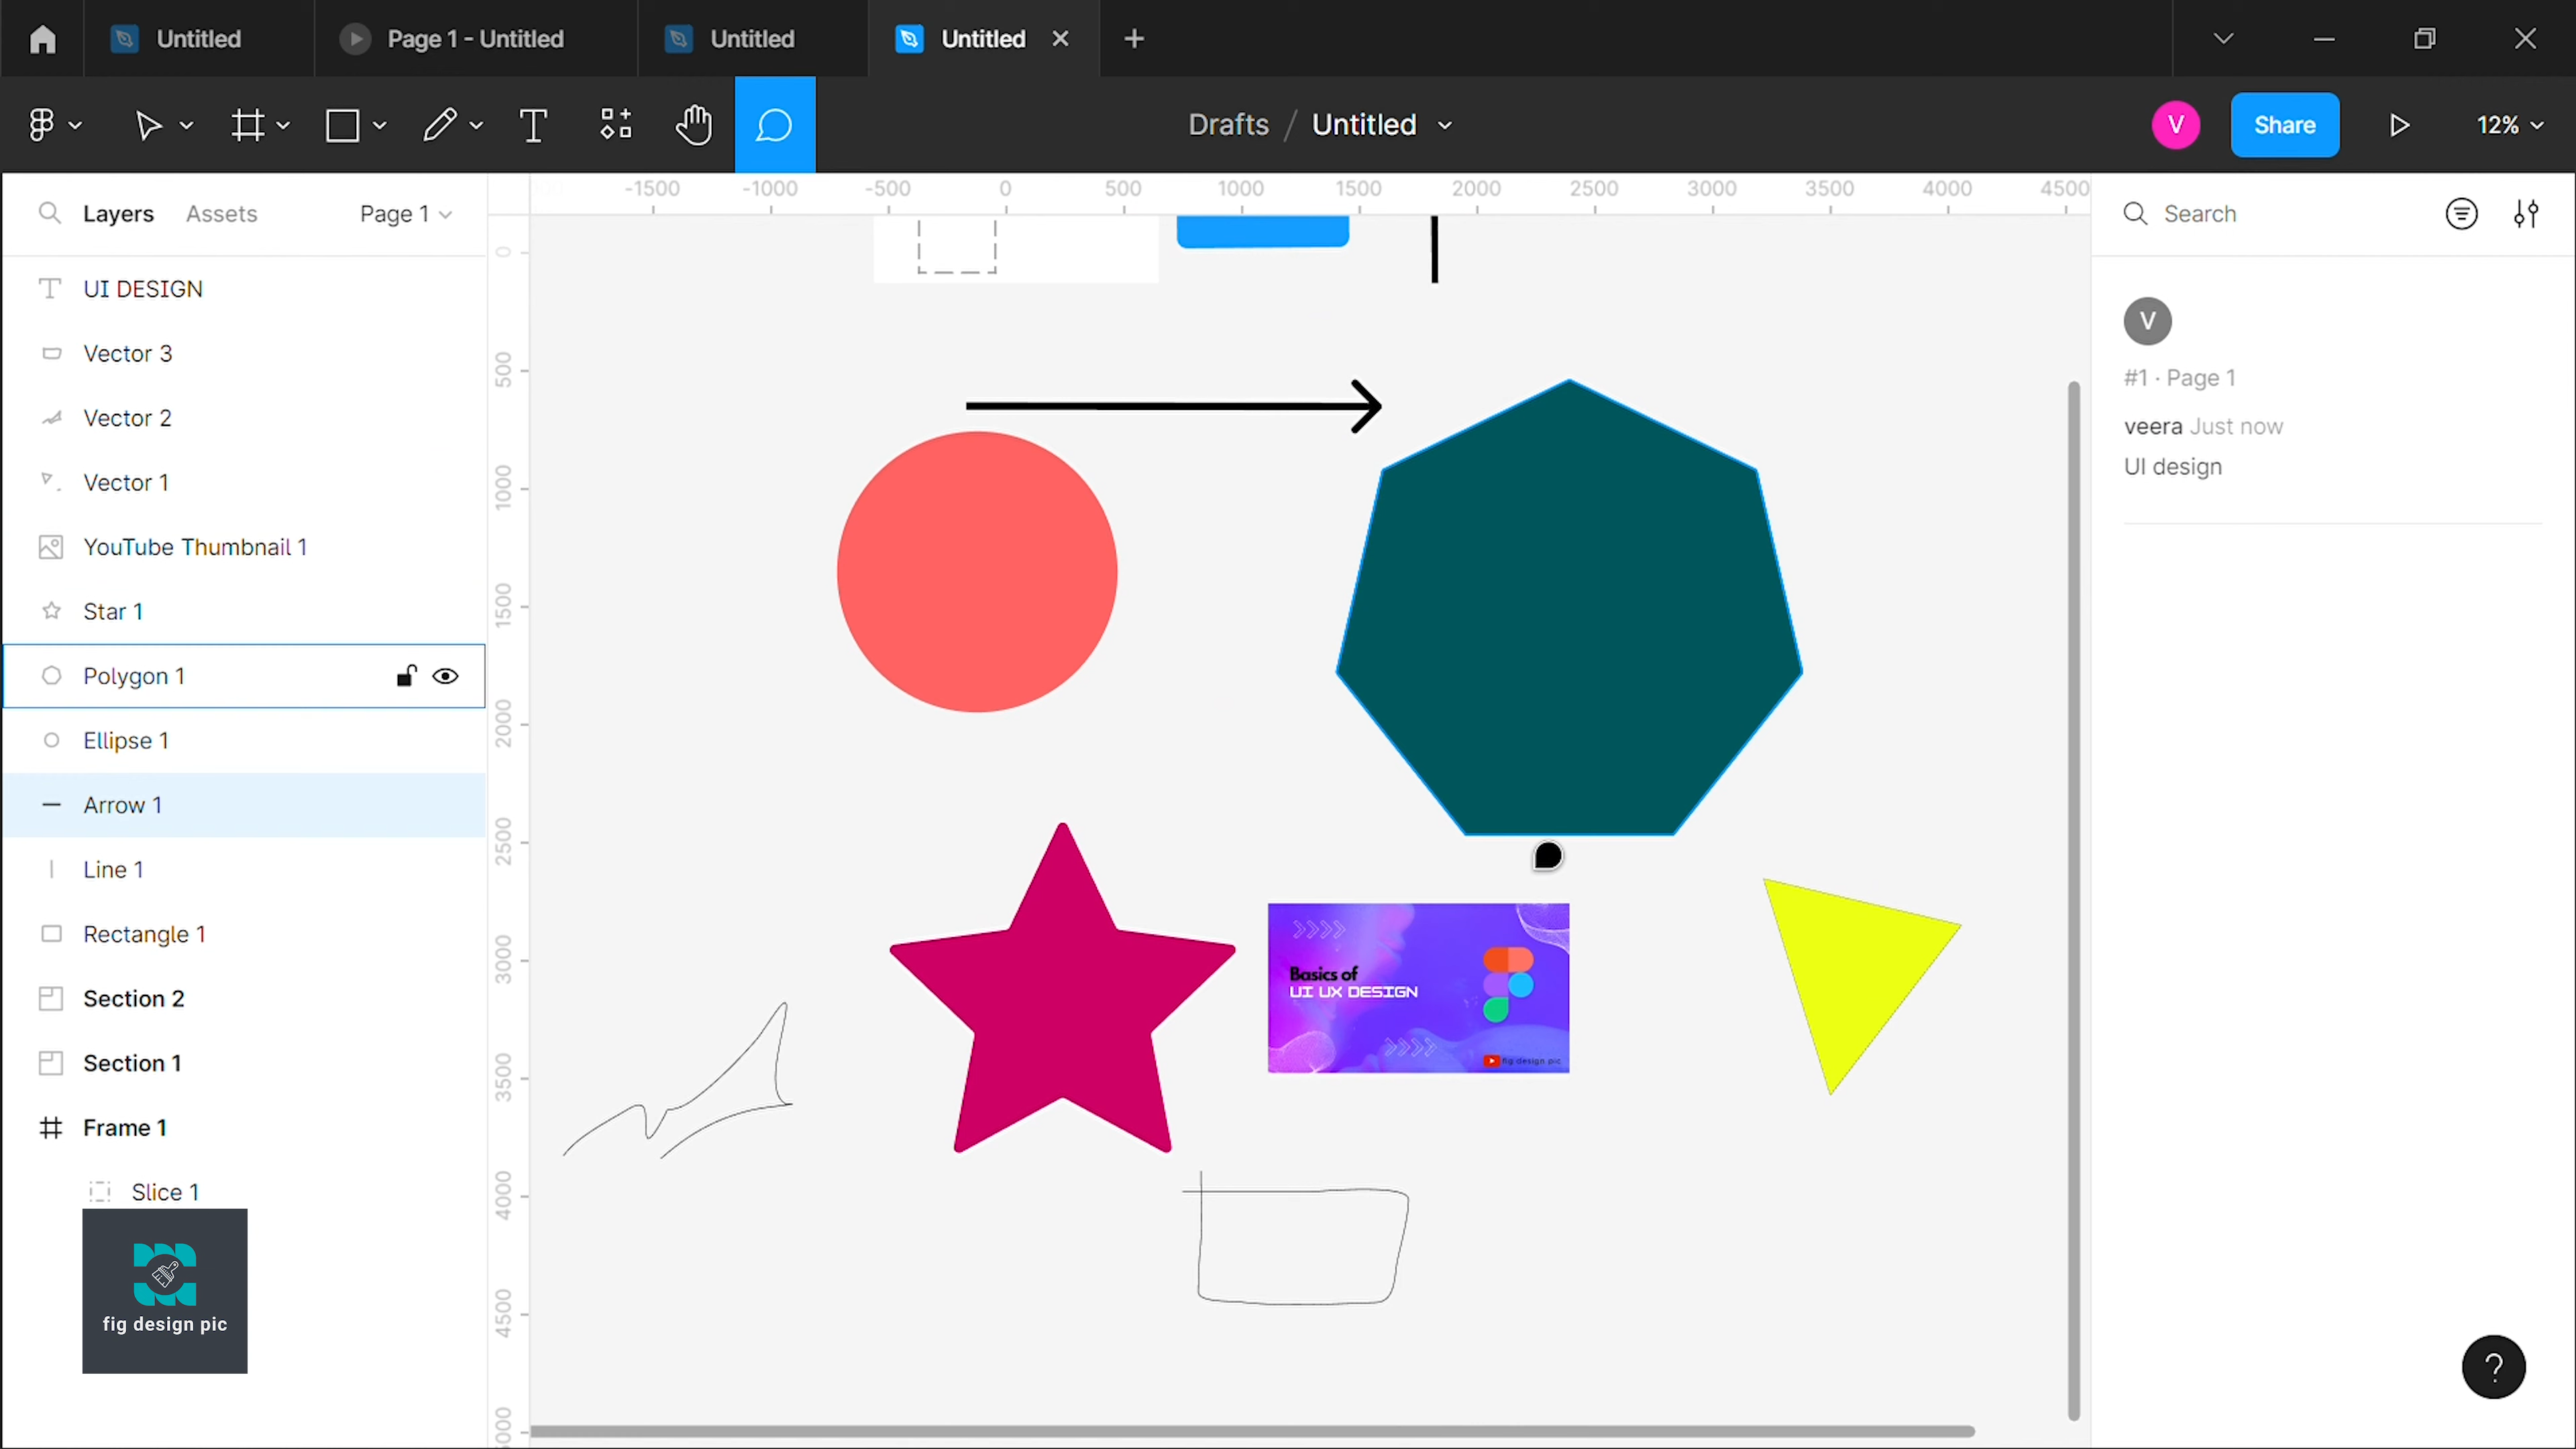 Untitled
Page 1 - Untitled
Untitled
Untitled
Drafts / Untitled
V
Share
12%
Layers
Assets
Page 1
-1500 -1000 -500 0 500 1000 1500 2000 2500 3000 3500 4000 4500
Search
0
500
1000
1500
2000
2500
3000
3500
4000
4500
UI DESIGN
Vector 3
Vector 2
Vector 1
YouTube Thumbnail 1
Star 1
Polygon 1
Ellipse 1
Arrow 1
Line 1
Rectangle 1
Section 2
Section 1
Frame 1
Slice 1
fig design pic
Basics of
UI UX DESIGN
fig design pic
V
#1 · Page 1
veera Just now
UI design
?